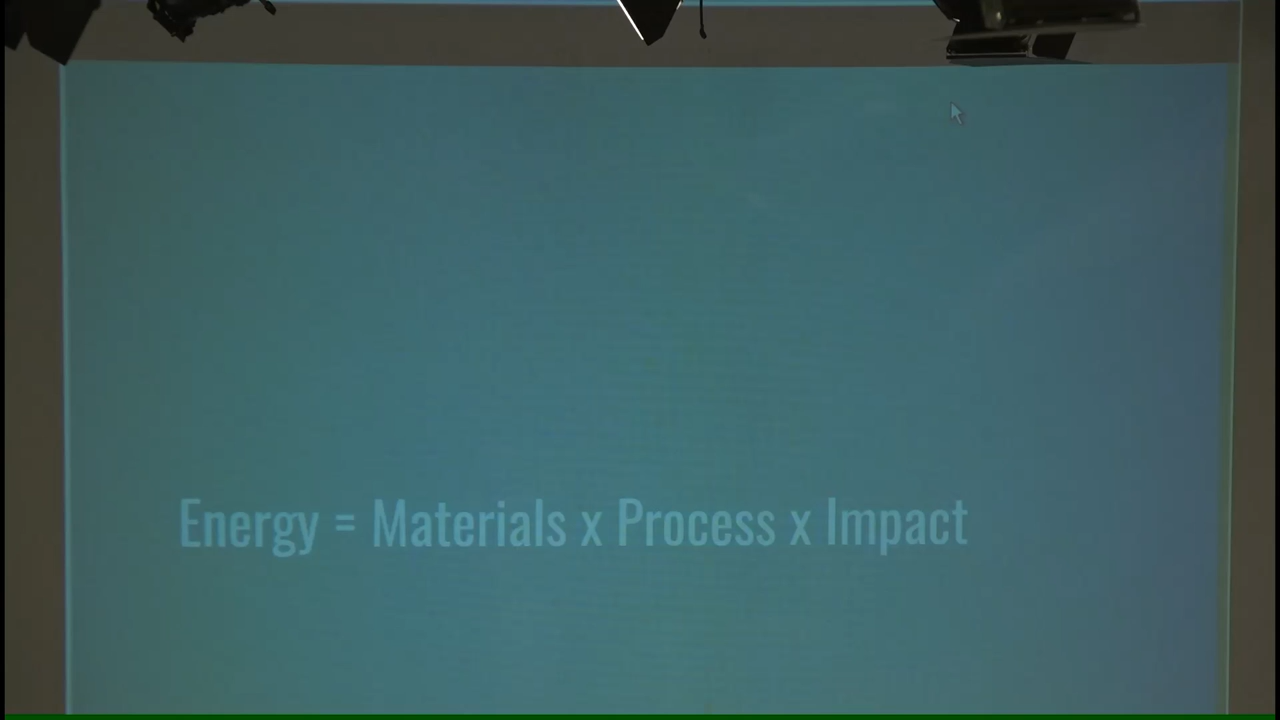 Energy = Materials x Process x Impact